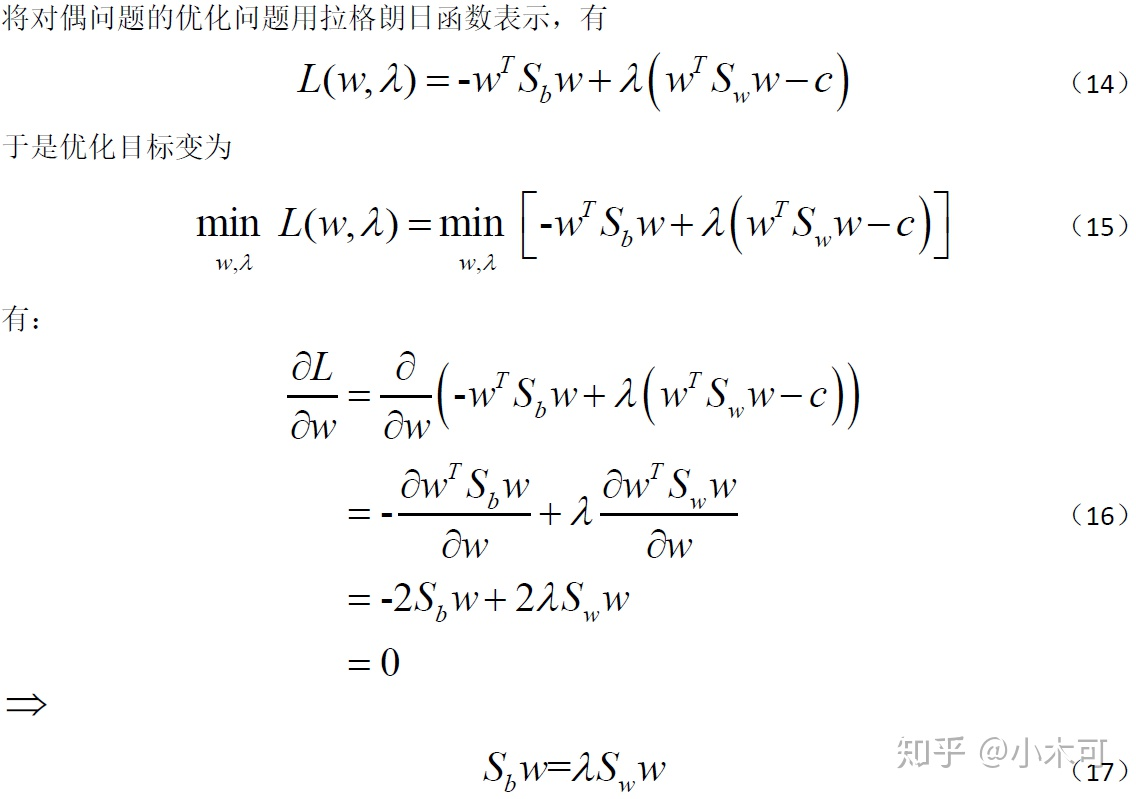 将对偶问题的优化问题用拉格朗日函数表示，有
L(w,λ)=-w^T S_b w+λ(w^T S_w w−c) （14）
于是优化目标变为
min_{w,λ} L(w,λ)=min_{w,λ} [-w^T S_b w+λ(w^T S_w w−c)] （15）
有：
∂L/∂w=∂/∂w(-w^T S_b w+λ(w^T S_w w−c))
=-∂w^T S_b w/∂w+λ ∂w^T S_w w/∂w （16）
=-2S_b w+2λS_w w
=0
⇒
S_b w=λS_w w （17）
知乎 @小木可